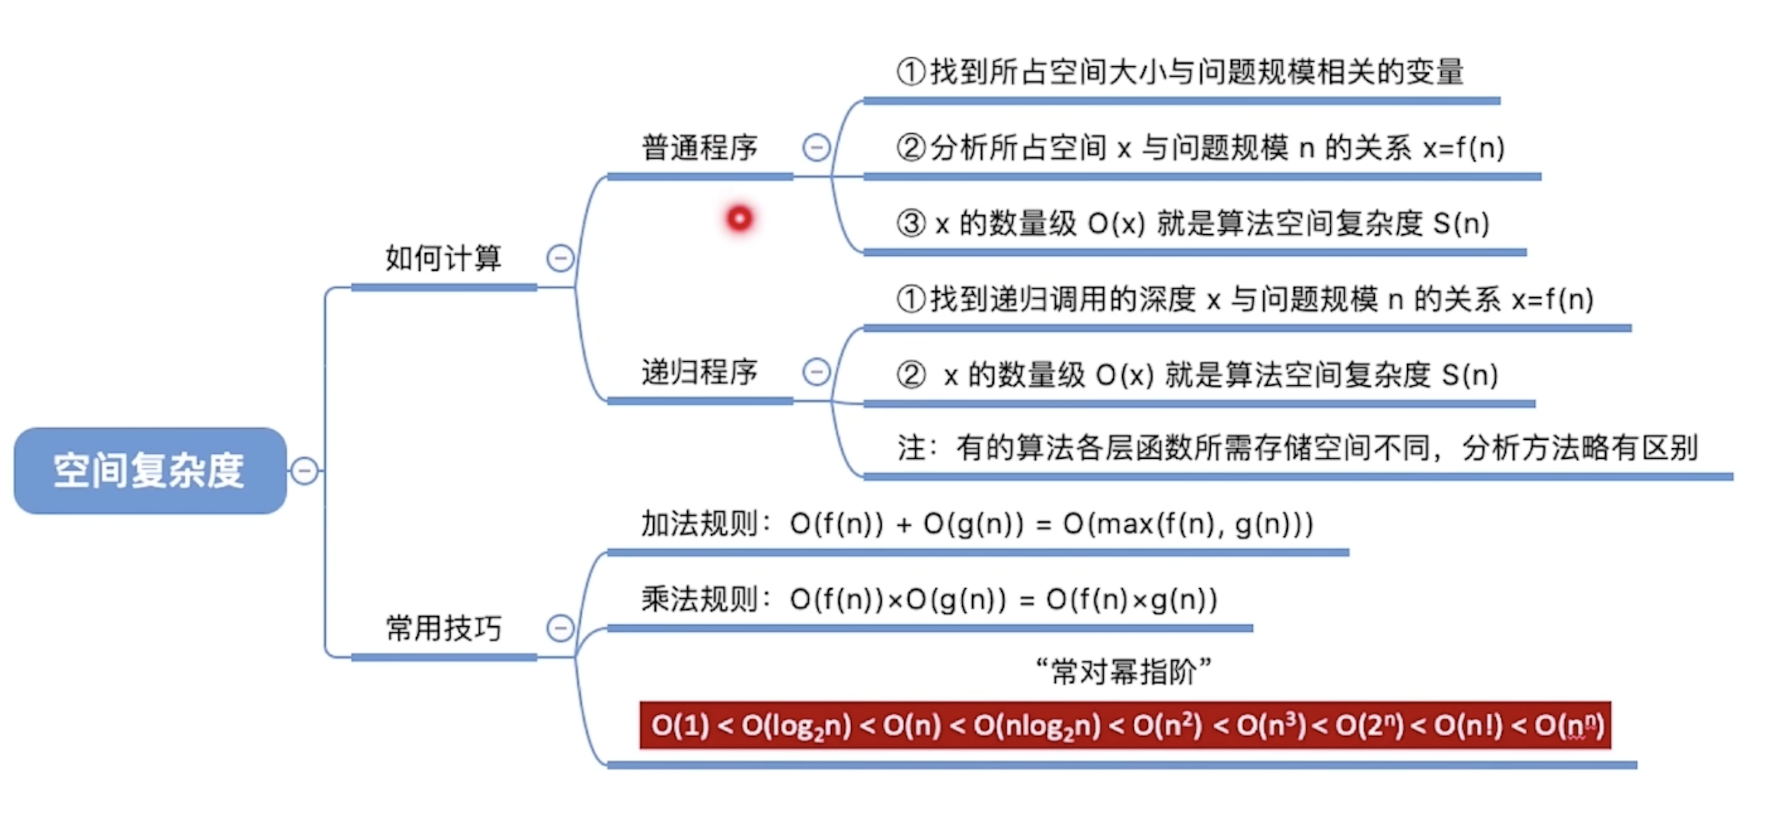 ①找到所占空间大小与问题规模相关的变量
普通程序
②分析所占空间 x 与问题规模 n 的关系 x=f(n)
③ x 的数量级 O(x) 就是算法空间复杂度 S(n)
如何计算
①找到递归调用的深度 x 与问题规模 n 的关系 x=f(n)
递归程序
② x 的数量级 O(x) 就是算法空间复杂度 S(n)
注：有的算法各层函数所需存储空间不同，分析方法略有区别
空间复杂度
加法规则：O(f(n)) + O(g(n)) = O(max(f(n), g(n)))
乘法规则：O(f(n))×O(g(n)) = O(f(n)×g(n))
常用技巧
“常对幂指阶”
O(1) < O(log₂n) < O(n) < O(nlog₂n) < O(n²) < O(n³) < O(2ⁿ) < O(n!) < O(nⁿ)